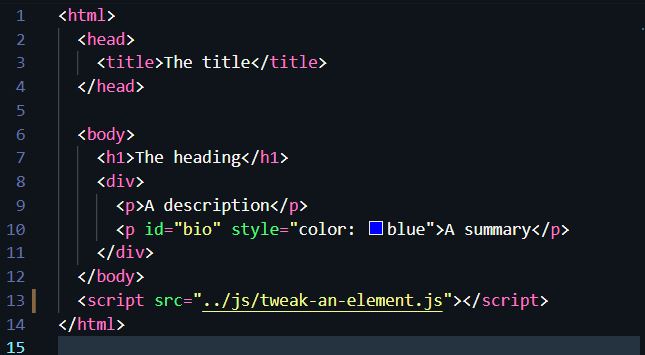 1 <html>
2   <head>
3     <title>The title</title>
4   </head>
5
6   <body>
7     <h1>The heading</h1>
8     <div>
9       <p>A description</p>
10       <p id="bio" style="color: blue">A summary</p>
11     </div>
12   </body>
13   <script src="../js/tweak-an-element.js"></script>
14 </html>
15